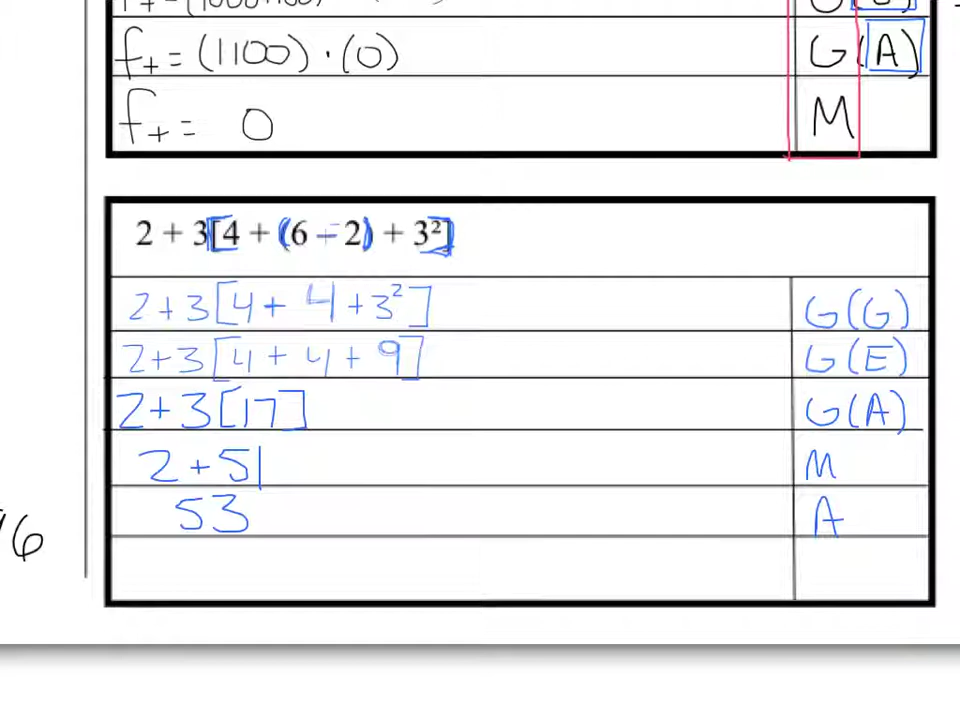 f+ = (1100) · (0) G(A)
f+ = 0 M
2 + 3[4 + (6 − 2) + 3²]
2+3[4+ 4 +3²] G(G)
2+3[4 + 4 + 9] G(E)
2+3[17] G(A)
2 + 51 M
53 A